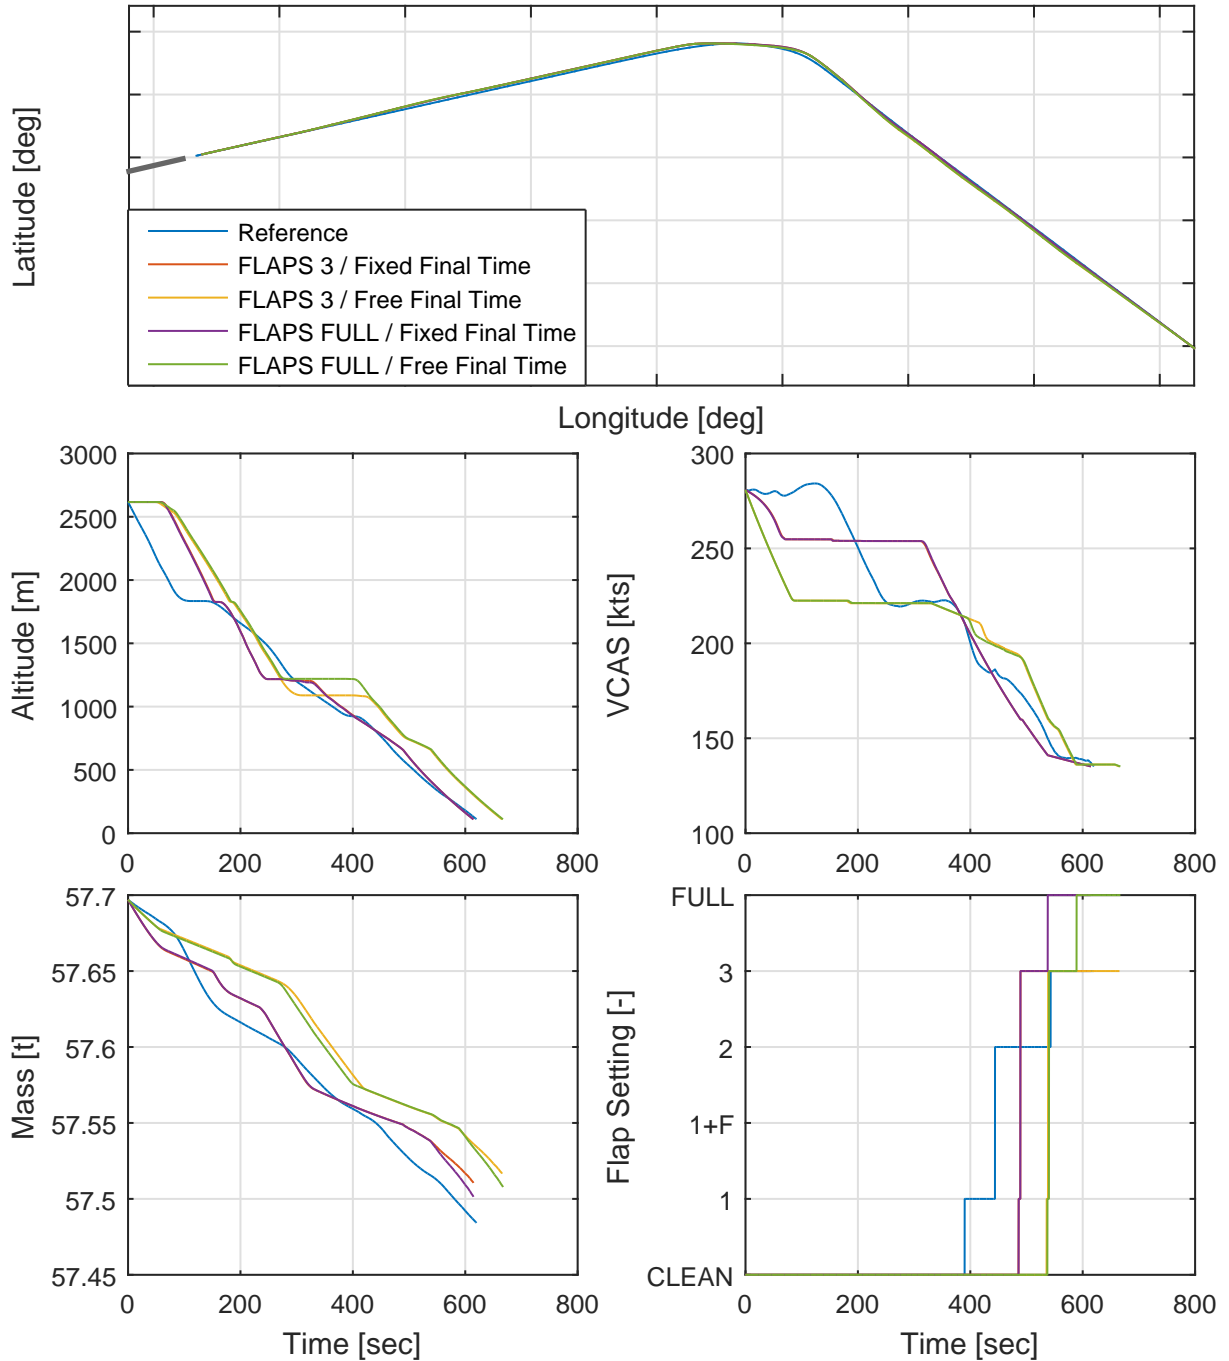 Latitude [deg]
Reference
FLAPS 3 / Fixed Final Time
FLAPS 3 / Free Final Time
FLAPS FULL / Fixed Final Time
FLAPS FULL / Free Final Time
Longitude [deg]
Altitude [m]
3000
2500
2000
1500
1000
500
0
0 200 400 600 800
VCAS [kts]
300
250
200
150
100
0 200 400 600 800
Mass [t]
57.7
57.65
57.6
57.55
57.5
57.45
0 200 400 600 800
Time [sec]
Flap Setting [-]
FULL
3
2
1+F
1
CLEAN
0 200 400 600 800
Time [sec]